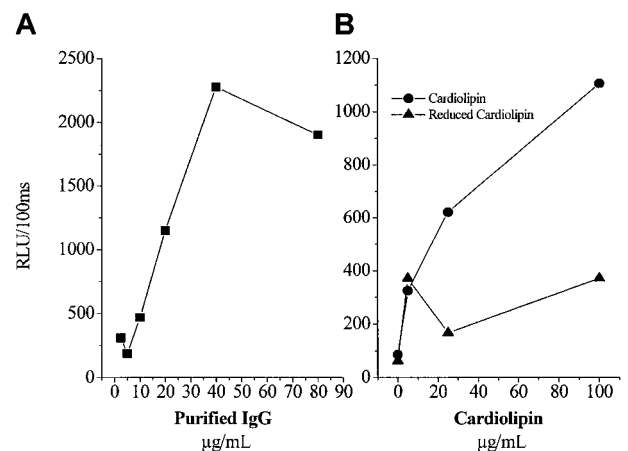 A
2500
2000
1500
1250
1000
500
250
0
RLU/100ms
0 10 20 30 40 50 60 70 80 90
Purified IgG
µg/mL
B
1200
1000
800
600
400
200
0
Cardiolipin
Reduced Cardiolipin
0 20 40 60 80 100
Cardiolipin
µg/mL